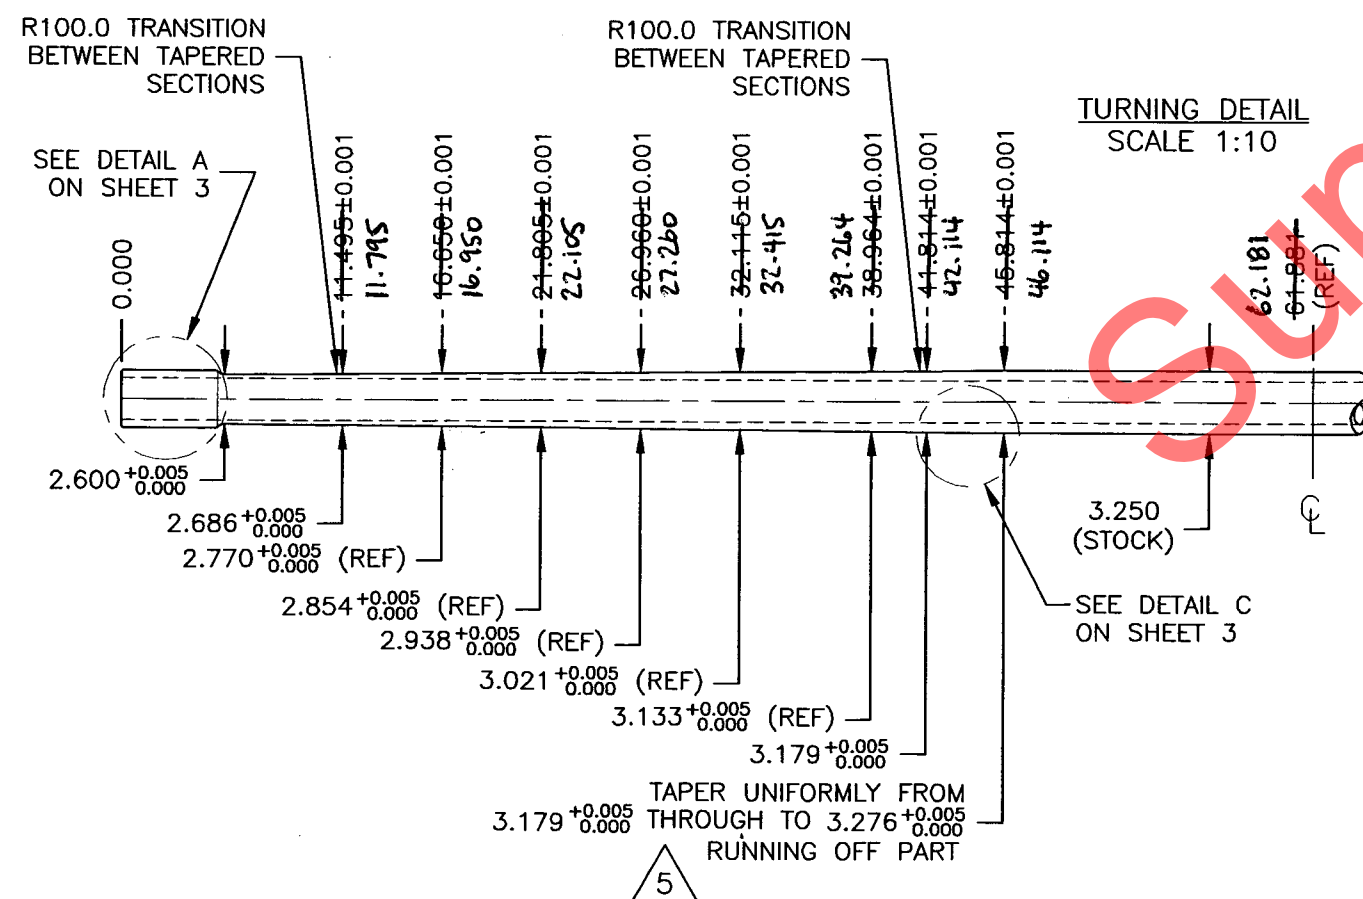 R100.0 TRANSITION
BETWEEN TAPERED
SECTIONS
R100.0 TRANSITION
BETWEEN TAPERED
SECTIONS
TURNING DETAIL
SCALE 1:10
SEE DETAIL A
ON SHEET 3
0.000
11.495±0.001
11.795
16.650±0.001
16.950
21.805±0.001
22.105
26.960±0.001
27.260
32.115±0.001
32.415
39.264
38.964±0.001
41.814±0.001
42.114
45.814±0.001
46.114
62.181
61.881
(REF)
Sur
2.600 +0.005 0.000
2.686 +0.005 0.000
2.770 +0.005 0.000 (REF)
2.854 +0.005 0.000 (REF)
2.938 +0.005 0.000 (REF)
3.021 +0.005 0.000 (REF)
3.133 +0.005 0.000 (REF)
3.179 +0.005 0.000
3.250
(STOCK)
CL
SEE DETAIL C
ON SHEET 3
TAPER UNIFORMLY FROM
3.179 +0.005 0.000 THROUGH TO 3.276 +0.005 0.000
RUNNING OFF PART
5